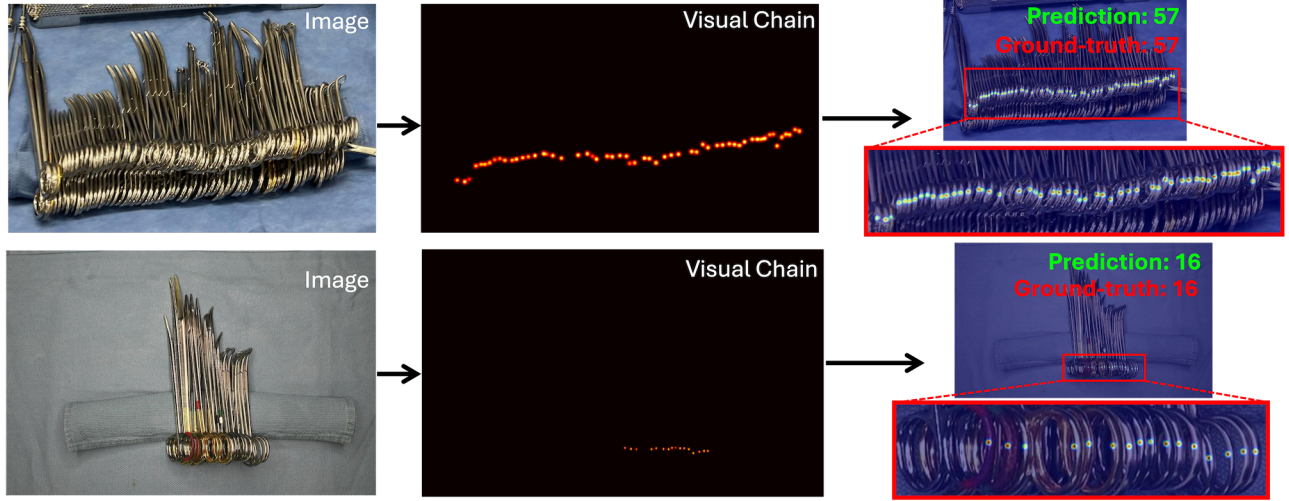 Image
Visual Chain
Prediction: 57
Ground-truth: 57
Image
Visual Chain
Prediction: 16
Ground-truth: 16